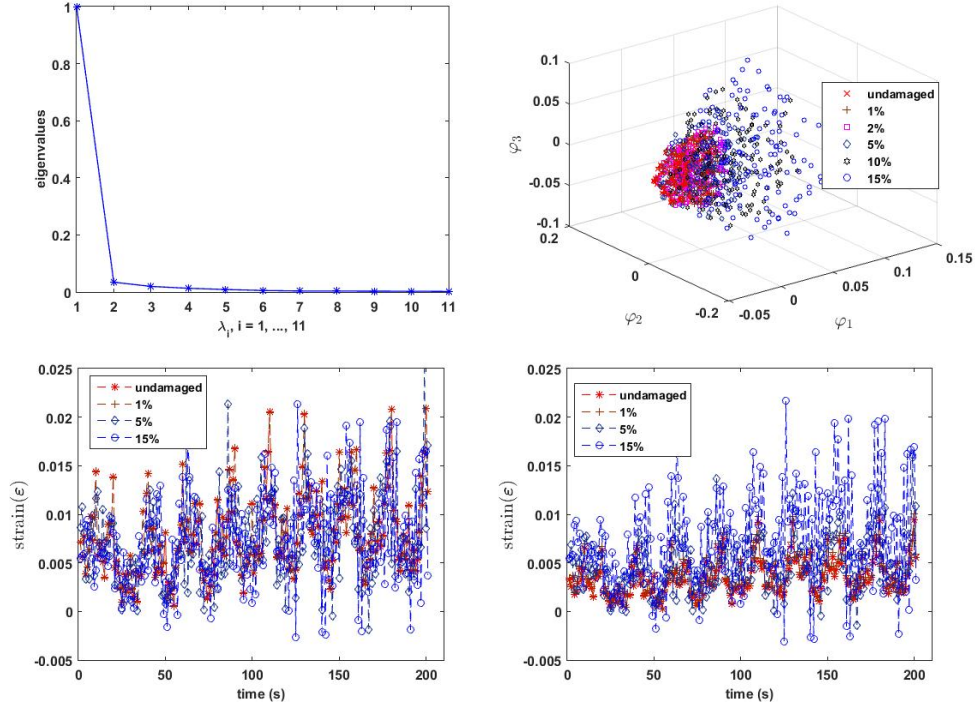 1
0.8
0.6
0.4
0.2
0
eigenvalues
1 2 3 4 5 6 7 8 9 10 11
λi, i = 1, ..., 11
0.1
0.05
0
-0.05
-0.1
φ3
0.2
0
-0.2
φ2
-0.05
0
0.05
0.1
0.15
φ1
undamaged
1%
2%
5%
10%
15%
0.025
0.02
0.015
0.01
0.005
0
-0.005
strain(ε)
undamaged
1%
5%
15%
0 50 100 150 200
time (s)
0.025
0.02
0.015
0.01
0.005
0
-0.005
strain(ε)
undamaged
1%
5%
15%
0 50 100 150 200
time (s)